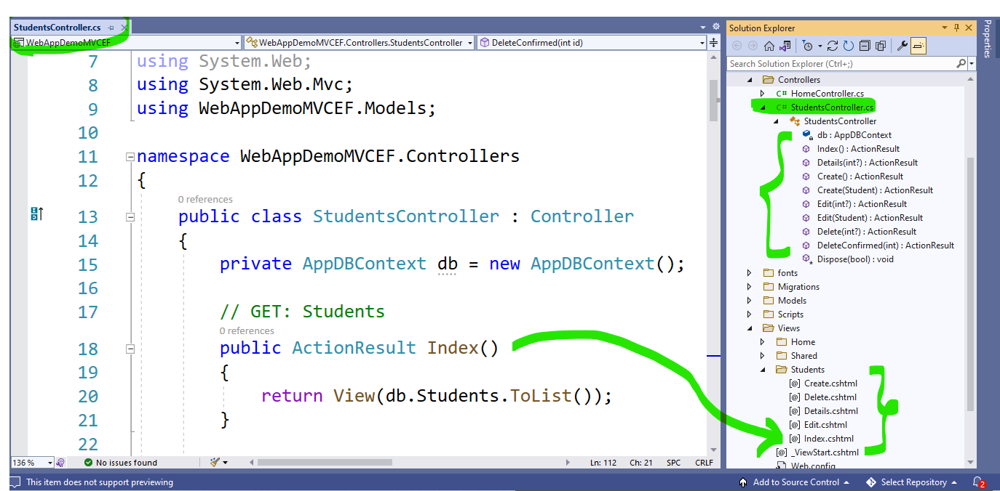 StudentsController.cs
WebAppDemoMVCEF
WebAppDemoMVCEF.Controllers.StudentsController
DeleteConfirmed(int id)
7 using System.Web;
8 using System.Web.Mvc;
9 using WebAppDemoMVCEF.Models;
10
11 namespace WebAppDemoMVCEF.Controllers
12 {
0 references
13 public class StudentsController : Controller
14 {
15 private AppDBContext db = new AppDBContext();
16
17 // GET: Students
0 references
18 public ActionResult Index()
19 {
20 return View(db.Students.ToList());
21 }
22
136 % No issues found Ln: 112 Ch: 21 SPC CRLF
This item does not support previewing
Solution Explorer
Search Solution Explorer (Ctrl+;)
Controllers
C# HomeController.cs
C# StudentsController.cs
StudentsController
db : AppDBContext
Index() : ActionResult
Details(int?) : ActionResult
Create() : ActionResult
Create(Student) : ActionResult
Edit(int?) : ActionResult
Edit(Student) : ActionResult
Delete(int?) : ActionResult
DeleteConfirmed(int) : ActionResult
Dispose(bool) : void
fonts
Migrations
Models
Scripts
Views
Home
Shared
Students
[@] Create.cshtml
[@] Delete.cshtml
[@] Details.cshtml
[@] Edit.cshtml
[@] Index.cshtml
[@] _ViewStart.cshtml
Web.config
Properties
Add to Source Control
Select Repository
2